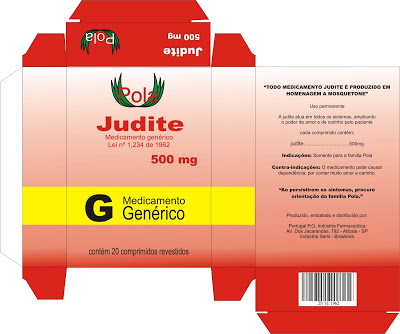 Pola
Judite
500 mg
Pola
Judite
Medicamento genérico
Lei nº 1,234 de 1962
500 mg
G Medicamento
Genérico
contém 20 comprimidos revestidos
"TODO MEDICAMENTO JUDITE É PRODUZIDO EM
HOMENAGEM A MOSQUETONE"
Uso permanente
A judite atua em todos os sistemas, ampliando
o poder de amor e de carinho pelo paciente
cada comprimido contém:
judite..........................500mg
Indicações: Somente para a família Pola
Contra-indicações: O medicamento pode causar
dependência, por conter muito amor e carinho.
"Ao persistirem os sintomas, procure
orientação da família Pola."
Produzido, embalado e distribuído por:
Portugal P.O. Indústria Farmacêutica
AV. Dos Jacarandás, 792 - Atibaia - SP
Indústria Semi - Brasileira